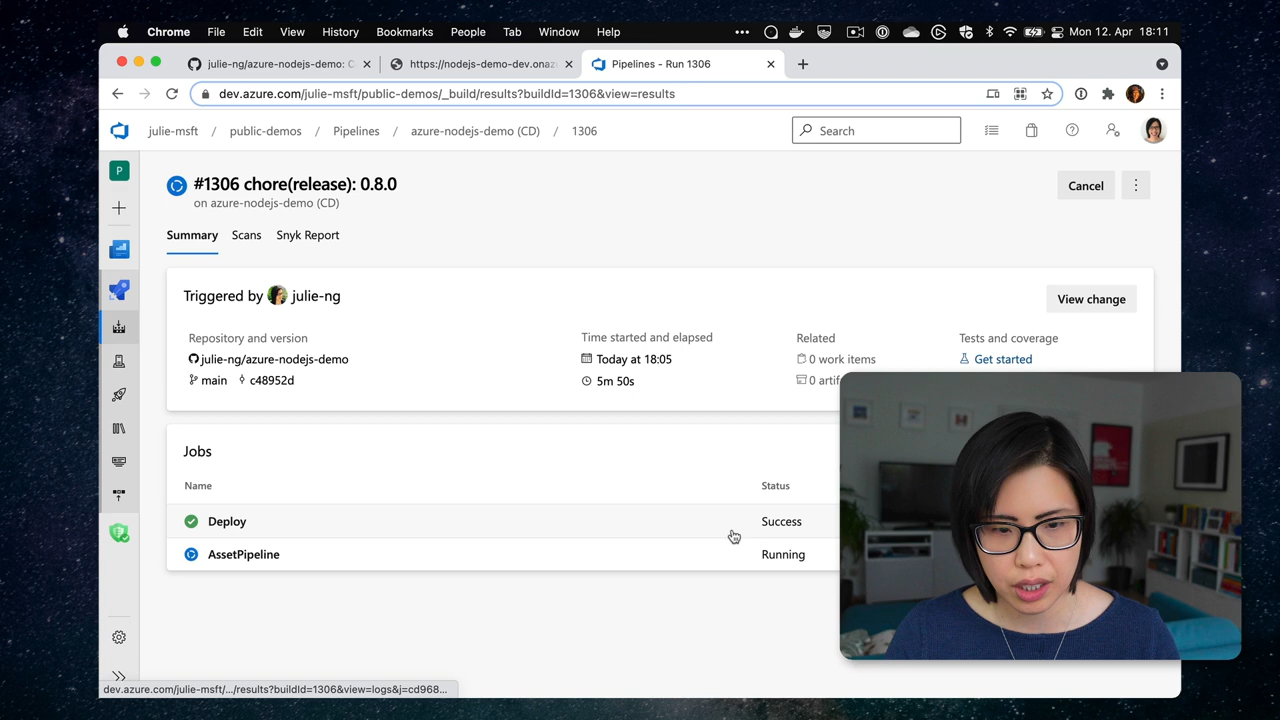 Chrome File Edit View History Bookmarks People Tab Window Help Mon 12. Apr 18:11
julie-ng/azure-nodejs-demo: C https://nodejs-demo-dev.onaz Pipelines - Run 1306
dev.azure.com/julie-msft/public-demos/_build/results?buildId=1306&view=results
julie-msft / public-demos / Pipelines / azure-nodejs-demo (CD) / 1306 Search
P
#1306 chore(release): 0.8.0
on azure-nodejs-demo (CD)
Cancel
Summary Scans Snyk Report
Triggered by julie-ng
View change
Repository and version Time started and elapsed Related Tests and coverage
julie-ng/azure-nodejs-demo Today at 18:05 0 work items Get started
main c48952d 5m 50s 0 artif
Jobs
Name Status
Deploy Success
AssetPipeline Running
dev.azure.com/julie-msft/.../results?buildId=1306&view=logs&j=cd968...